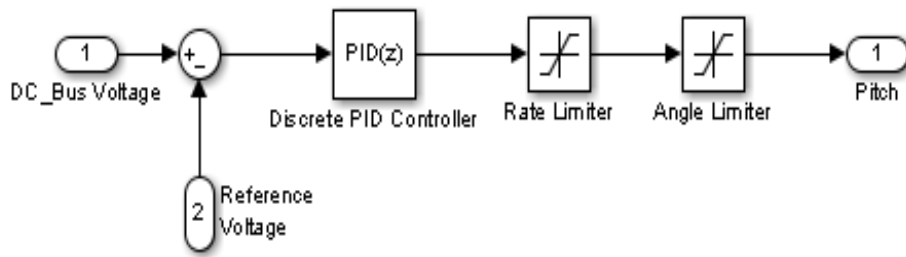 1
DC_Bus Voltage
+
_
PID(z)
Discrete PID Controller
Rate Limiter
Angle Limiter
1
Pitch
2
Reference
Voltage